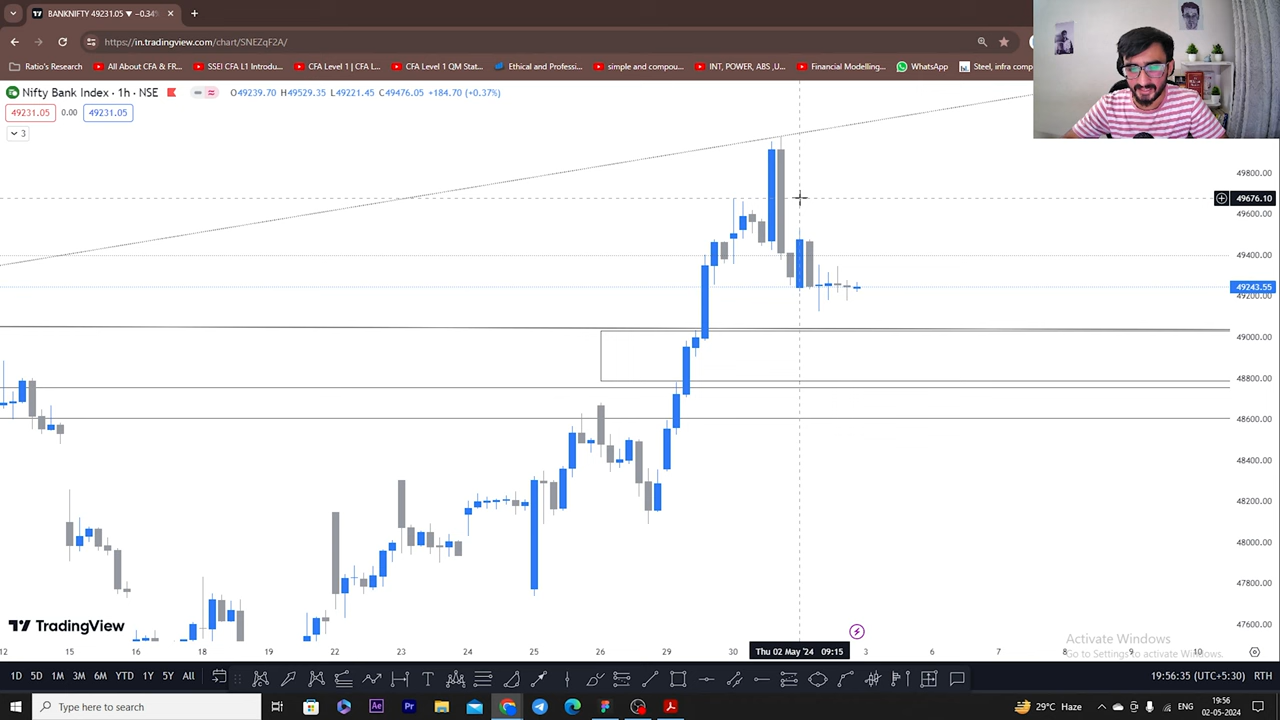 BANKNIFTY 49231.05 ▼ −0.34%
in.tradingview.com/chart/SNEZqF2A/
Ratio's Research
All About CFA & FR...
SSEI CFA L1 Introdu...
CFA Level 1 | CFA L...
CFA Level 1 QM Stat...
Ethical and Professio...
simple and compou...
INT, POWER, ABS ,U...
Financial Modelling...
WhatsApp
Steel, infra com
Nifty Bank Index · 1h · NSE
O49239.70 H49529.35 L49221.45 C49476.05 +184.70 (+0.37%)
49231.05 0.00 49231.05
3
49800.00
49676.10
49600.00
49400.00
49243.55
49200.00
49000.00
48800.00
48600.00
48400.00
48200.00
48000.00
47800.00
47600.00
TradingView
12 15 16 18 19 22 23 24 25 26 29 30 Thu 02 May '24 09:15 3 6 7 8 9 10
Activate Windows
Go to Settings to activate Windows.
1D 5D 1M 3M 6M YTD 1Y 5Y All
19:56:35 (UTC+5:30) RTH
Type here to search
Ae
Pr
29°C Haze
ENG
19:56
02-05-2024